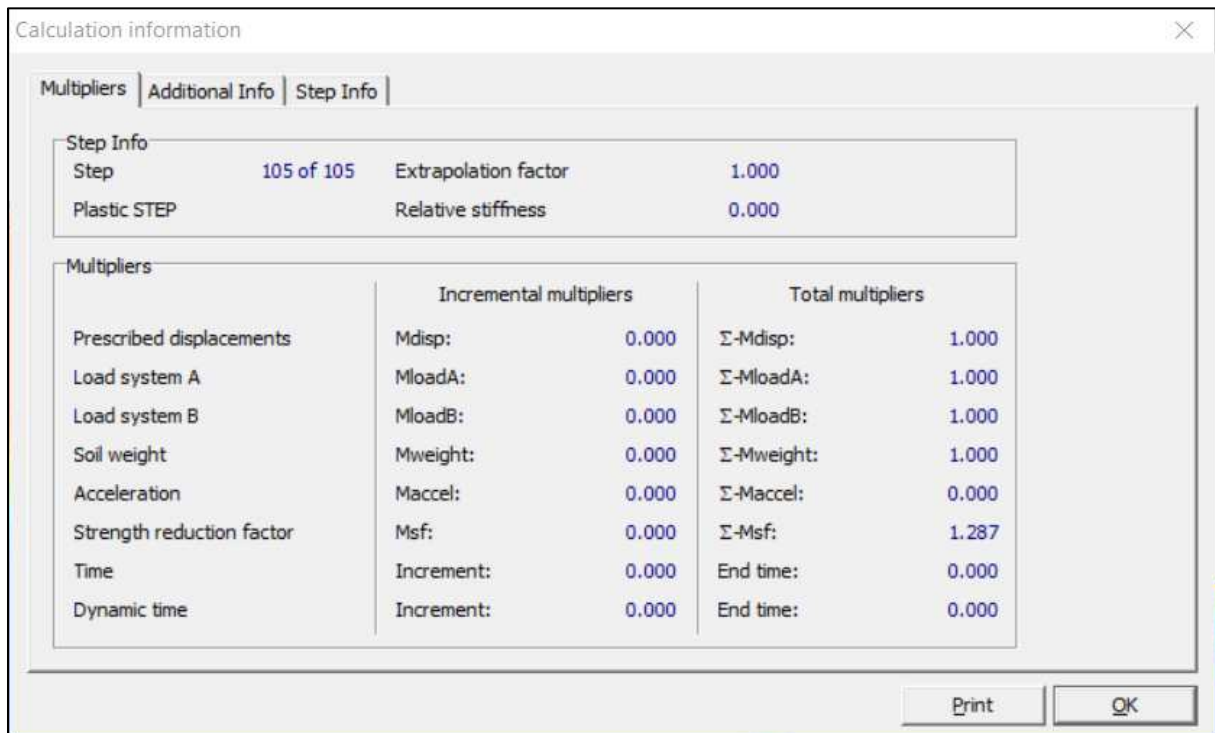 Calculation information
Multipliers Additional Info Step Info
Step Info
Step 105 of 105 Extrapolation factor 1.000
Plastic STEP Relative stiffness 0.000
Multipliers
Incremental multipliers Total multipliers
Prescribed displacements Mdisp: 0.000 Σ-Mdisp: 1.000
Load system A MloadA: 0.000 Σ-MloadA: 1.000
Load system B MloadB: 0.000 Σ-MloadB: 1.000
Soil weight Mweight: 0.000 Σ-Mweight: 1.000
Acceleration Maccel: 0.000 Σ-Maccel: 0.000
Strength reduction factor Msf: 0.000 Σ-Msf: 1.287
Time Increment: 0.000 End time: 0.000
Dynamic time Increment: 0.000 End time: 0.000
Print OK